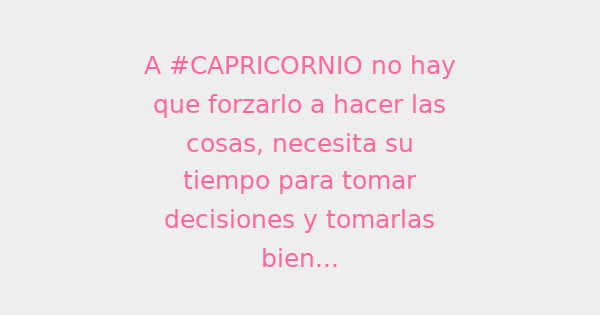 A #CAPRICORNIO no hay
que forzarlo a hacer las
cosas, necesita su
tiempo para tomar
decisiones y tomarlas
bien...